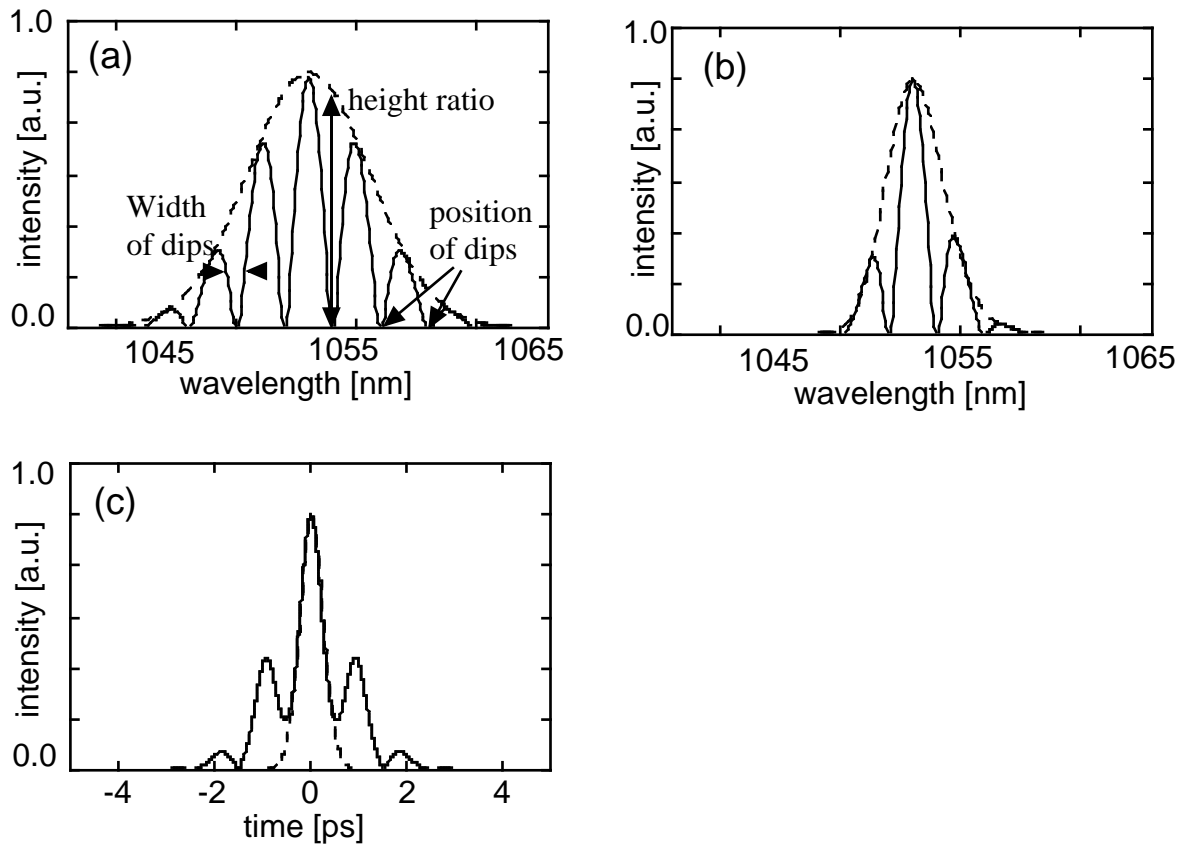 1.0
(a)
height ratio
Width
of dips
position
of dips
intensity [a.u.]
0.0
1045 1055 1065
wavelength [nm]
1.0
(b)
intensity [a.u.]
0.0
1045 1055 1065
wavelength [nm]
1.0
(c)
intensity [a.u.]
0.0
-4 -2 0 2 4
time [ps]